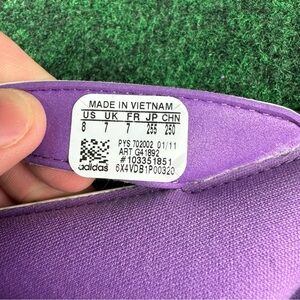 MADE IN VIETNAM
US UK FR JP CHN
8 7 7 255 250
PYS 702002 01/11
ART G41892
#103351851
adidas 6X4VDB1P00320